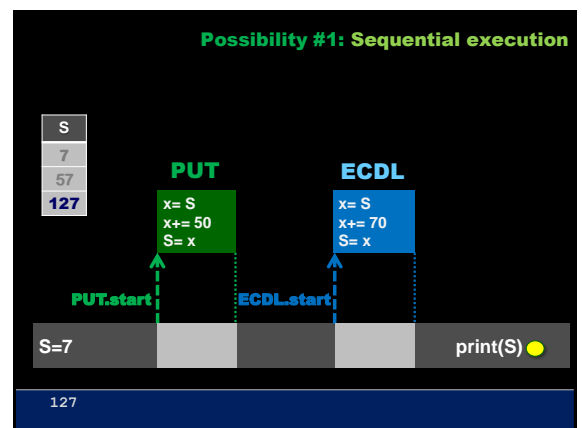 Possibility #1: Sequential execution
S
7
57
127
PUT
x= S
x+= 50
S= x
ECDL
x= S
x+= 70
S= x
PUT.start
ECDL.start
S=7
print(S)
127